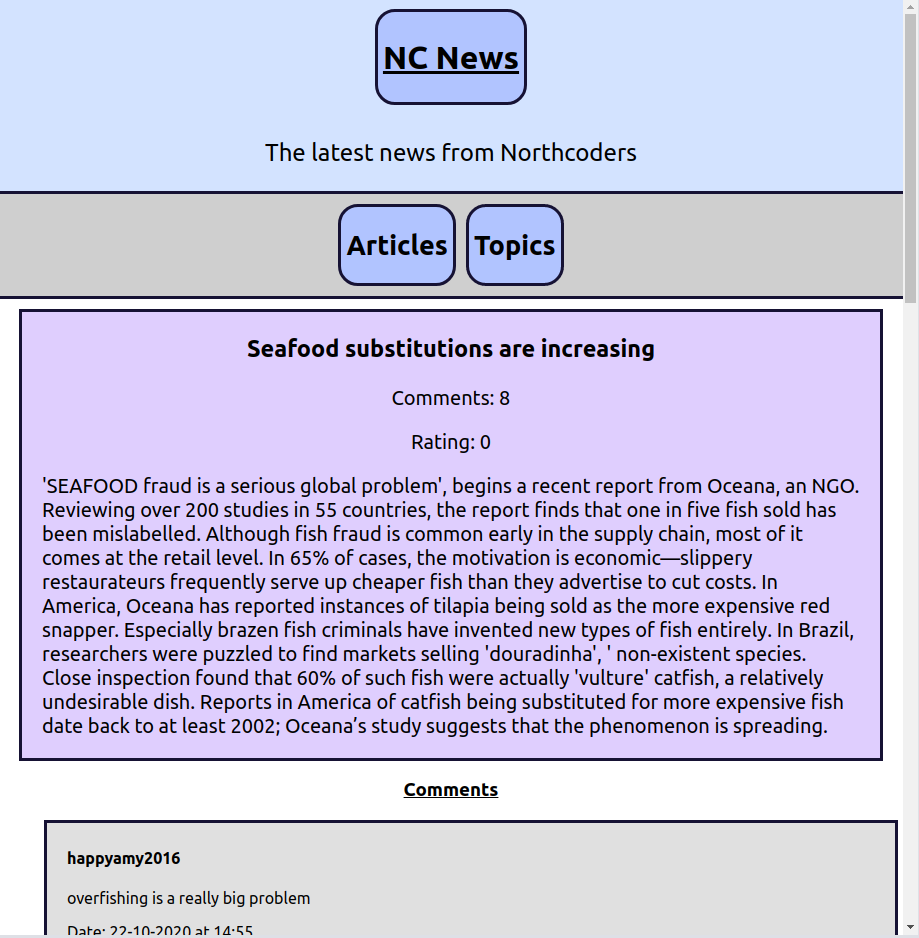 NC News
The latest news from Northcoders
Articles Topics
Seafood substitutions are increasing
Comments: 8
Rating: 0
'SEAFOOD fraud is a serious global problem', begins a recent report from Oceana, an NGO.
Reviewing over 200 studies in 55 countries, the report finds that one in five fish sold has
been mislabelled. Although fish fraud is common early in the supply chain, most of it
comes at the retail level. In 65% of cases, the motivation is economic—slippery
restaurateurs frequently serve up cheaper fish than they advertise to cut costs. In
America, Oceana has reported instances of tilapia being sold as the more expensive red
snapper. Especially brazen fish criminals have invented new types of fish entirely. In Brazil,
researchers were puzzled to find markets selling 'douradinha', ' non-existent species.
Close inspection found that 60% of such fish were actually 'vulture' catfish, a relatively
undesirable dish. Reports in America of catfish being substituted for more expensive fish
date back to at least 2002; Oceana’s study suggests that the phenomenon is spreading.
Comments
happyamy2016
overfishing is a really big problem
Date: 22-10-2020 at 14:55